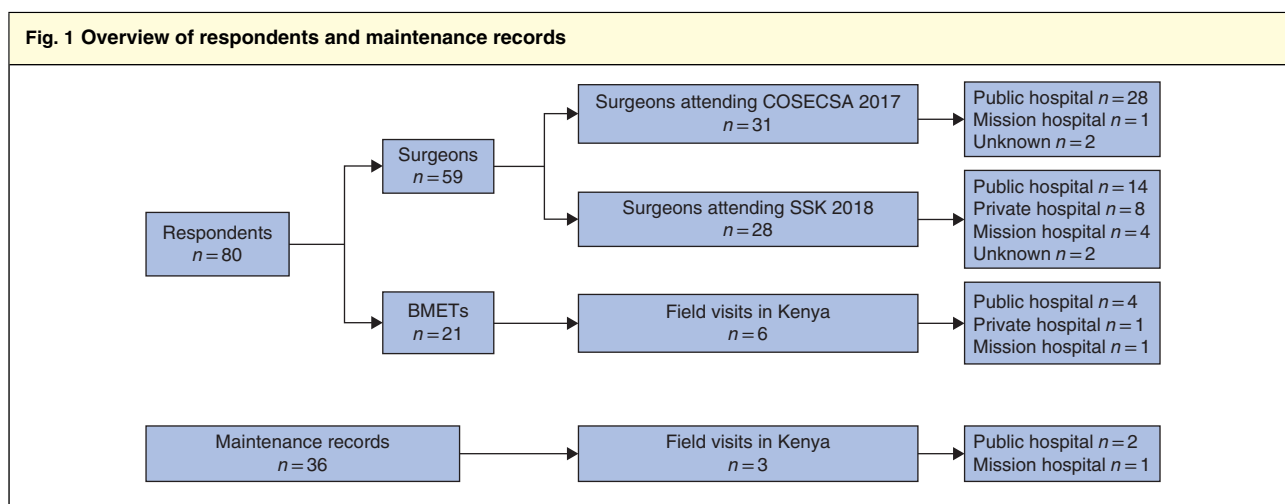 Fig. 1 Overview of respondents and maintenance records
Respondents
n = 80
Surgeons
n = 59
BMETs
n = 21
Surgeons attending COSECSA 2017
n = 31
Surgeons attending SSK 2018
n = 28
Field visits in Kenya
n = 6
Public hospital n = 28
Mission hospital n = 1
Unknown n = 2
Public hospital n = 14
Private hospital n = 8
Mission hospital n = 4
Unknown n = 2
Public hospital n = 4
Private hospital n = 1
Mission hospital n = 1
Maintenance records
n = 36
Field visits in Kenya
n = 3
Public hospital n = 2
Mission hospital n = 1